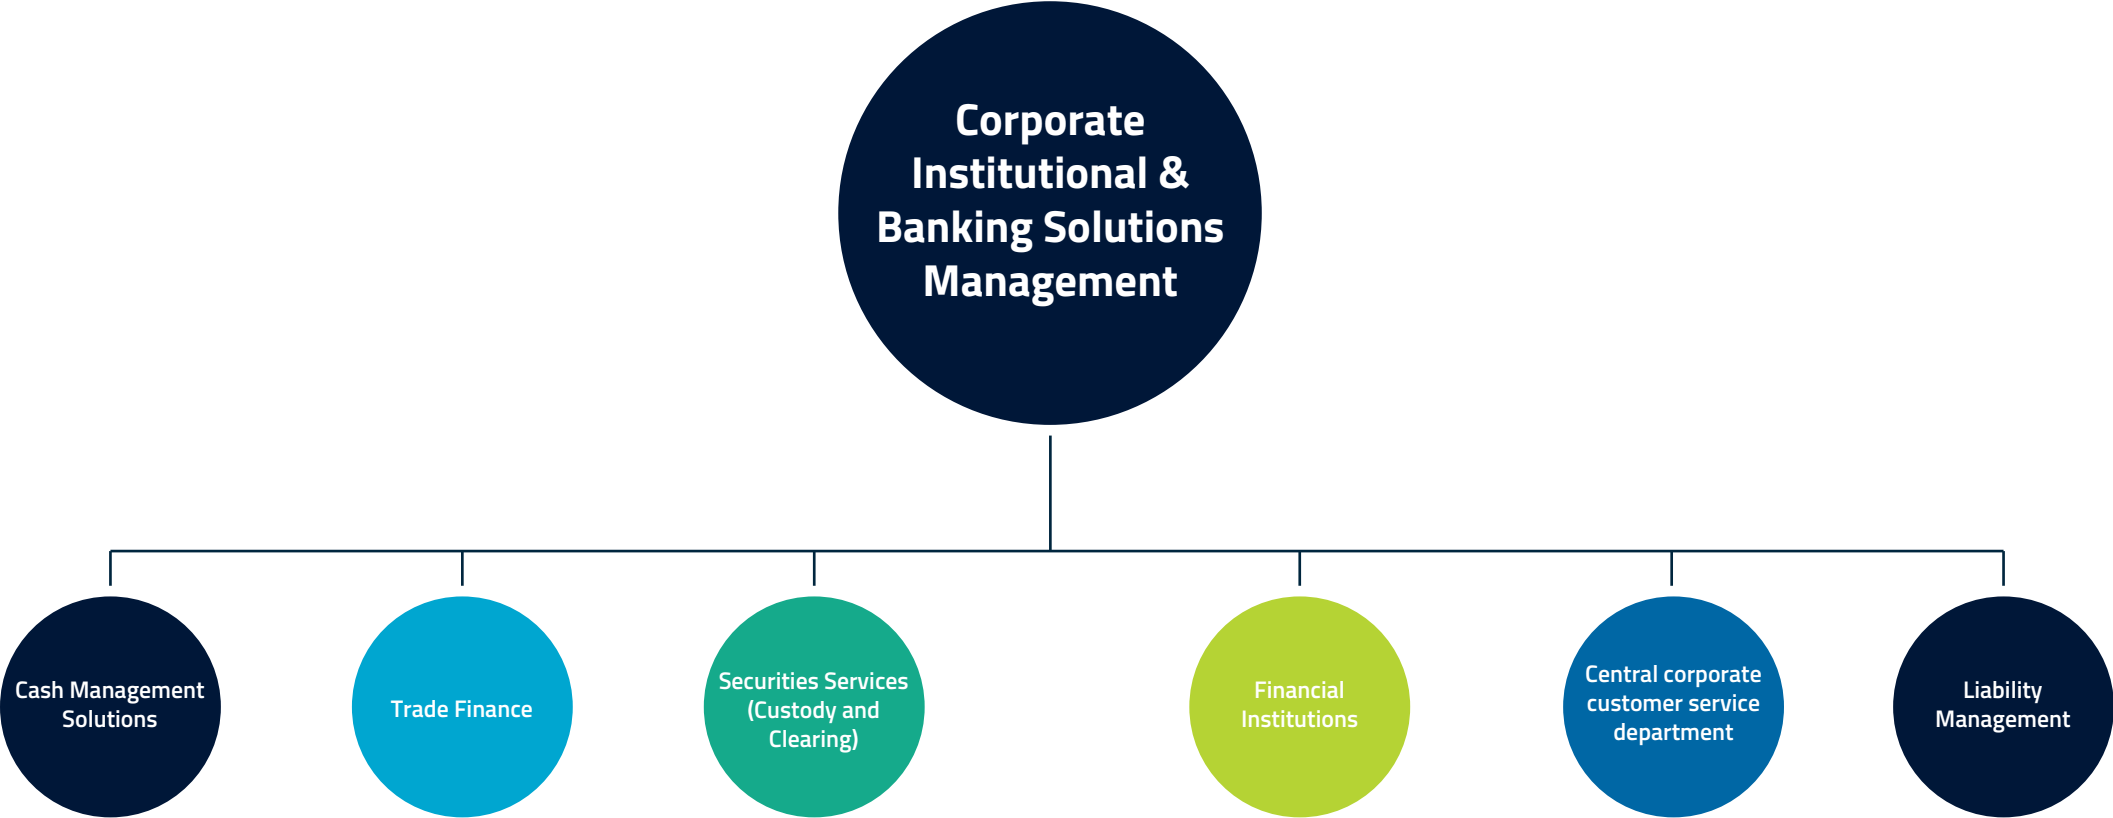 Corporate
Institutional &
Banking Solutions
Management
Cash Management
Solutions
Trade Finance
Securities Services
(Custody and
Clearing)
Financial
Institutions
Central corporate
customer service
department
Liability
Management